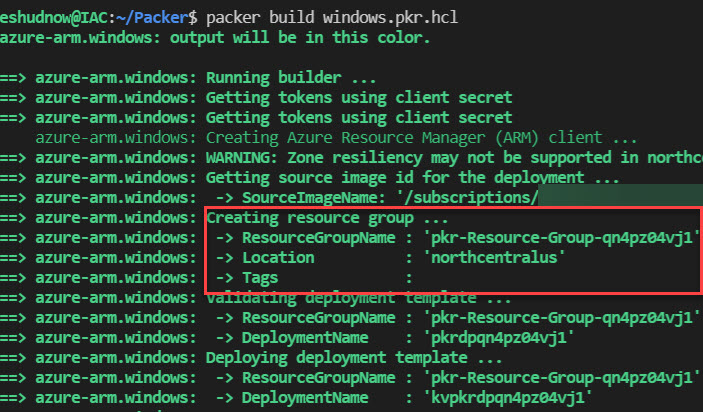 eshudnow@IAC:~/Packer$ packer build windows.pkr.hcl
azure-arm.windows: output will be in this color.
==> azure-arm.windows: Running builder ...
==> azure-arm.windows: Getting tokens using client secret
==> azure-arm.windows: Getting tokens using client secret
azure-arm.windows: Creating Azure Resource Manager (ARM) client ...
==> azure-arm.windows: WARNING: Zone resiliency may not be supported in northc
==> azure-arm.windows: Getting source image id for the deployment ...
==> azure-arm.windows:  -> SourceImageName: '/subscriptions/
==> azure-arm.windows: Creating resource group ...
==> azure-arm.windows:  -> ResourceGroupName : 'pkr-Resource-Group-qn4pz04vj1'
==> azure-arm.windows:  -> Location          : 'northcentralus'
==> azure-arm.windows:  -> Tags              :
==> azure-arm.windows: Validating deployment template ...
==> azure-arm.windows:  -> ResourceGroupName : 'pkr-Resource-Group-qn4pz04vj1'
==> azure-arm.windows:  -> DeploymentName    : 'pkrdpqn4pz04vj1'
==> azure-arm.windows: Deploying deployment template ...
==> azure-arm.windows:  -> ResourceGroupName : 'pkr-Resource-Group-qn4pz04vj1'
==> azure-arm.windows:  -> DeploymentName    : 'kvpkrdpqn4pz04vj1'